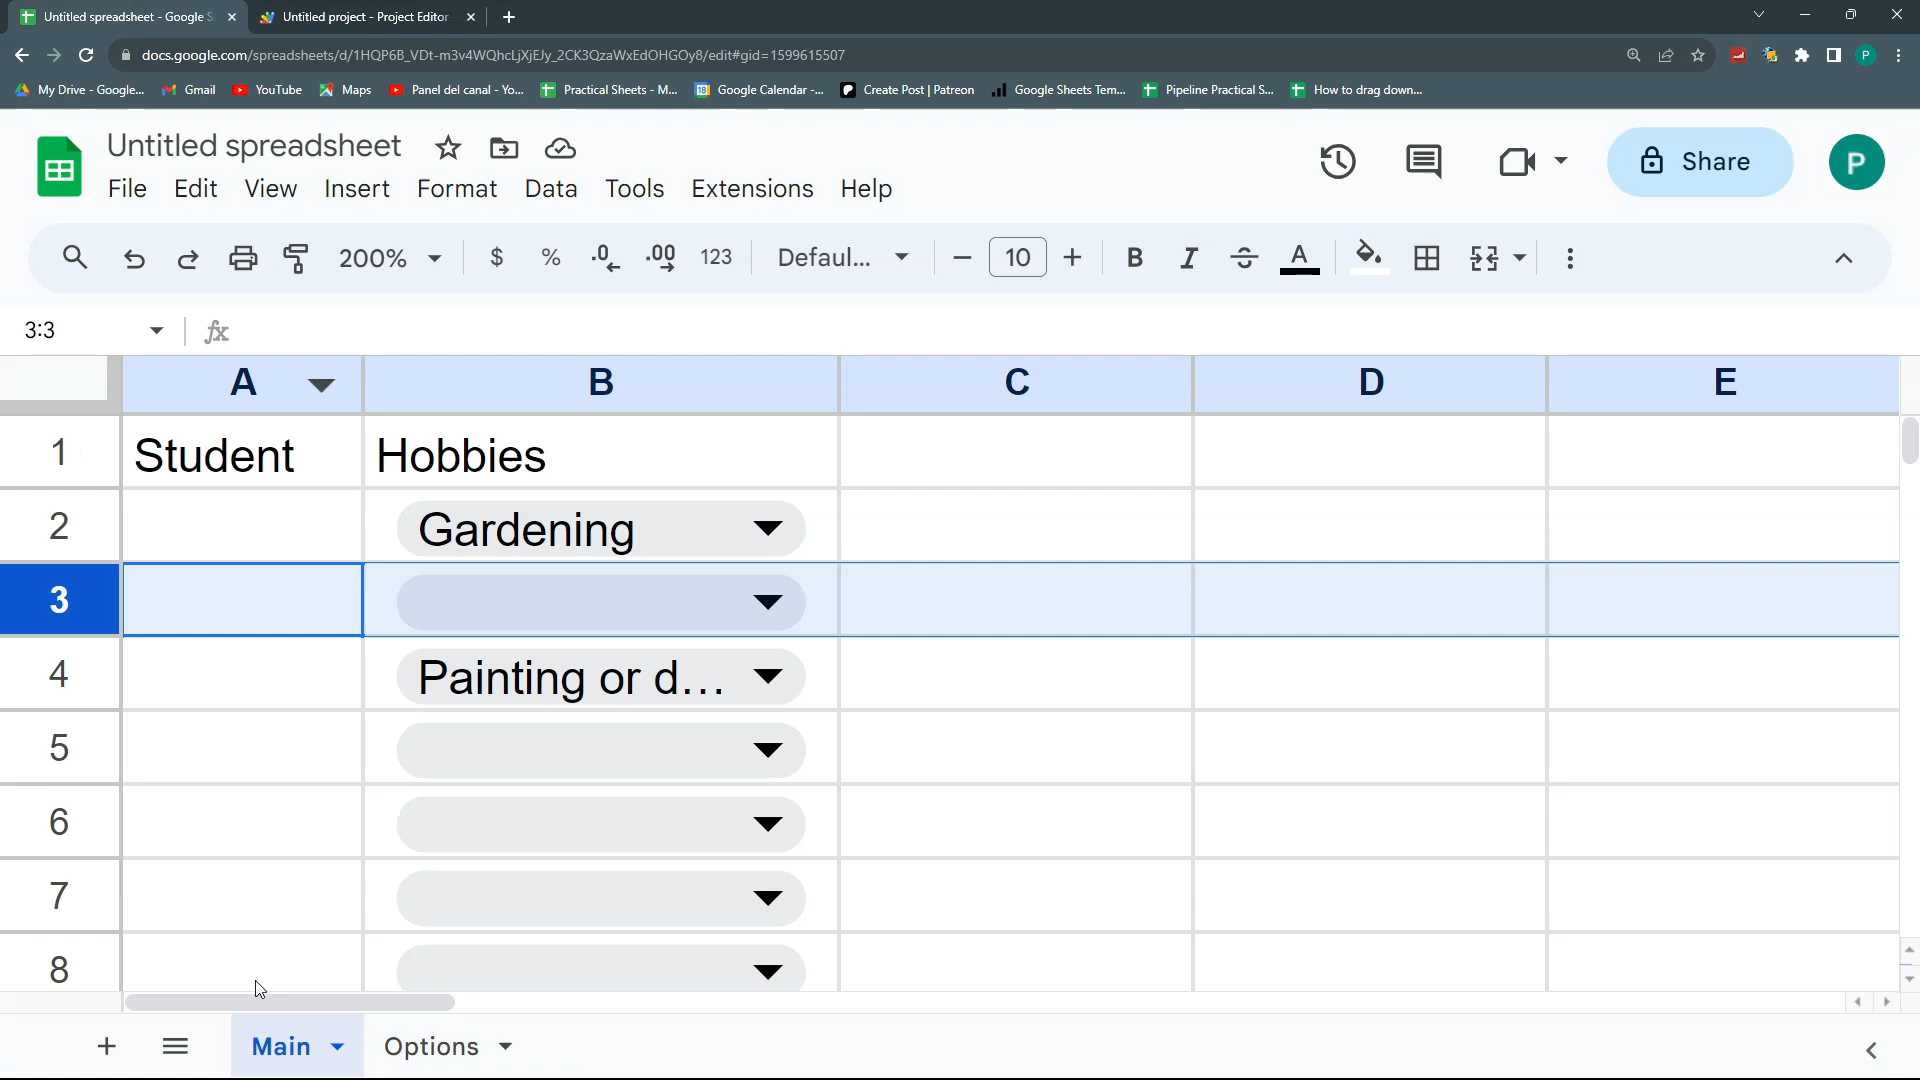 Untitled spreadsheet - Google S
Untitled project - Project Editor
docs.google.com/spreadsheets/d/1HQP6B_VDt-m3v4WQhcLjXjEJy_2CK3QzaWxEdOHGOy8/edit#gid=1599615507
P
My Drive - Google... Gmail YouTube Maps Panel del canal - Yo... Practical Sheets - M... Google Calendar -... Create Post | Patreon Google Sheets Tem... Pipeline Practical S... How to drag down...
Untitled spreadsheet
Share
P
File Edit View Insert Format Data Tools Extensions Help
200% $ % .0 .00 123 Defaul... 10 B I S A
3:3 fx
A B C D E
1 Student Hobbies
2 Gardening
3
4 Painting or d...
5
6
7
8
Main Options